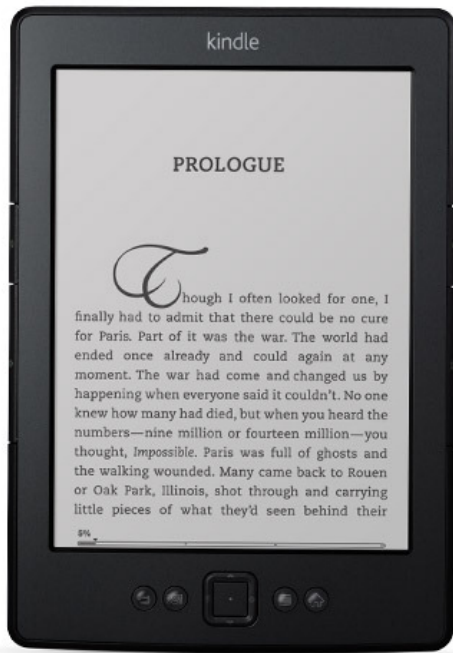 kindle
PROLOGUE
Though I often looked for one, I
finally had to admit that there could be no cure
for Paris. Part of it was the war. The world had
ended once already and could again at any
moment. The war had come and changed us by
happening when everyone said it couldn't. No one
knew how many had died, but when you heard the
numbers—nine million or fourteen million—you
thought, Impossible. Paris was full of ghosts and
the walking wounded. Many came back to Rouen
or Oak Park, Illinois, shot through and carrying
little pieces of what they'd seen behind their
9%